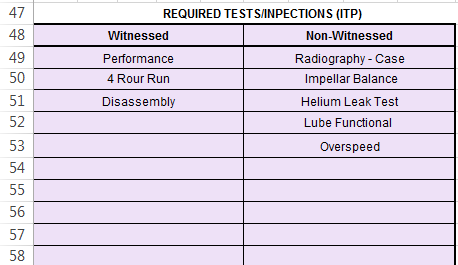 47 REQUIRED TESTS/INPECTIONS (ITP)
48 Witnessed Non-Witnessed
49 Performance Radiography - Case
50 4 Rour Run Impellar Balance
51 Disassembly Helium Leak Test
52 Lube Functional
53 Overspeed
54
55
56
57
58